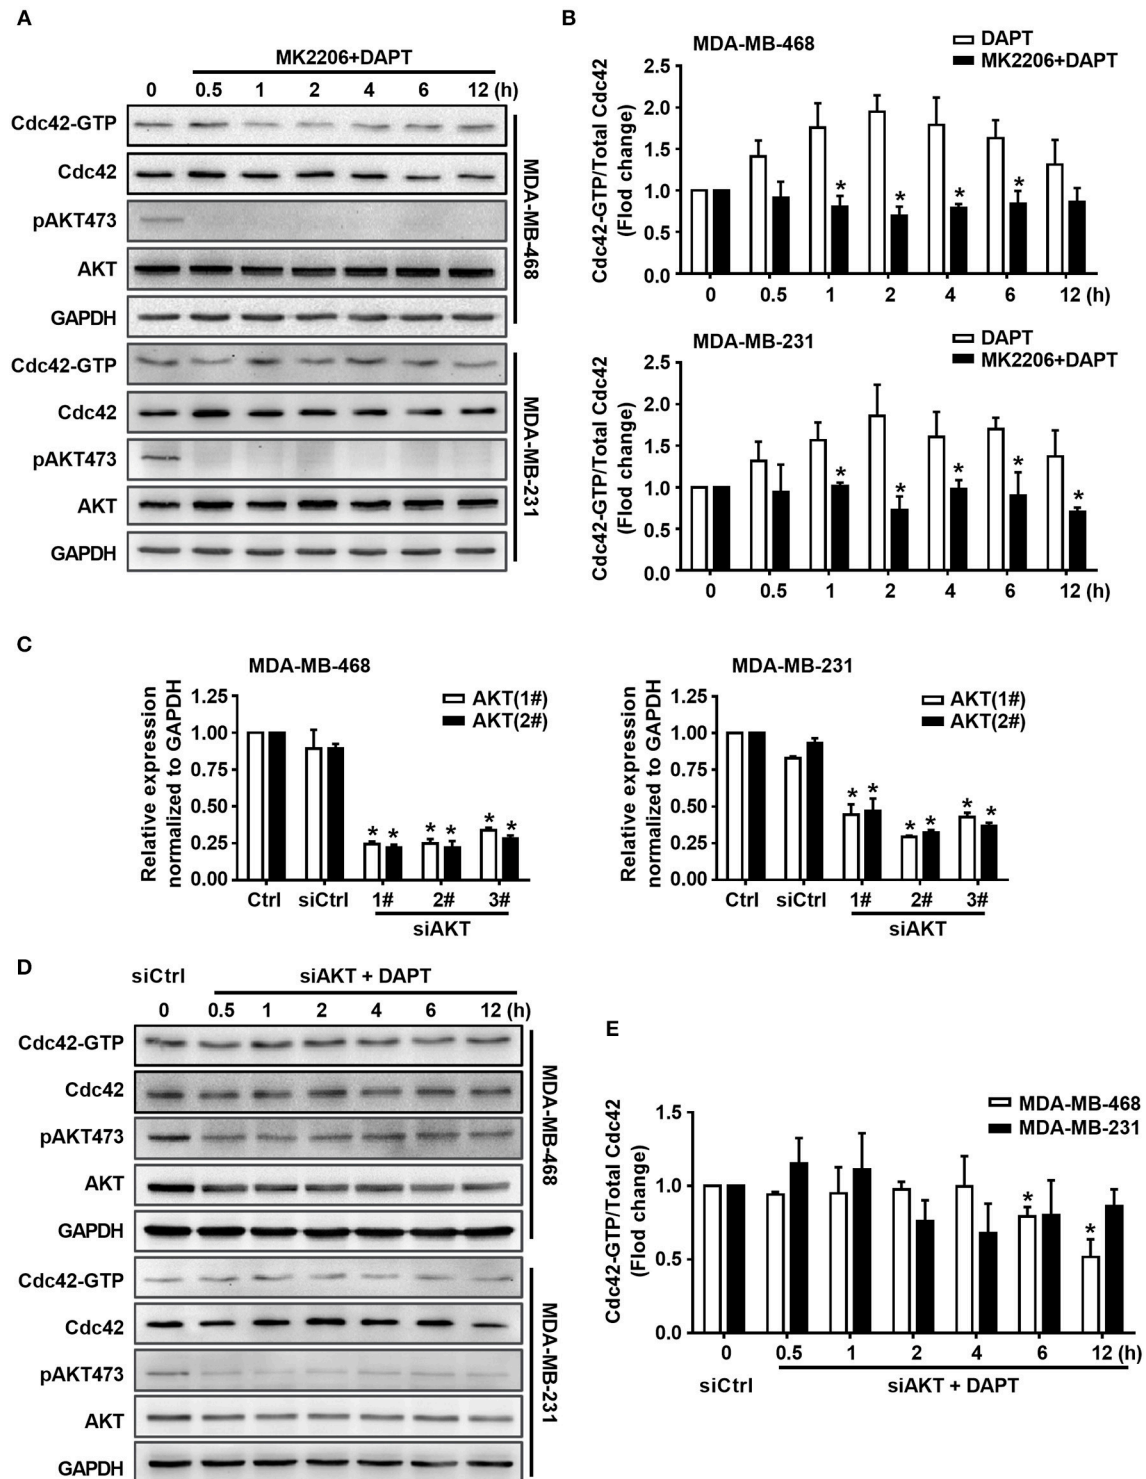 A
MK2206+DAPT
0 0.5 1 2 4 6 12 (h)
Cdc42-GTP
Cdc42
pAKT473
AKT
GAPDH
MDA-MB-468
Cdc42-GTP
Cdc42
pAKT473
AKT
GAPDH
MDA-MB-231
B
MDA-MB-468
DAPT
MK2206+DAPT
Cdc42-GTP/Total Cdc42
(Flod change)
2.5
2.0
1.5
1.0
0.5
0.0
* * * *
0 0.5 1 2 4 6 12 (h)
MDA-MB-231
DAPT
MK2206+DAPT
Cdc42-GTP/Total Cdc42
(Flod change)
2.5
2.0
1.5
1.0
0.5
0.0
* * * * *
0 0.5 1 2 4 6 12 (h)
C
MDA-MB-468
AKT(1#)
AKT(2#)
Relative expression
normalized to GAPDH
1.25
1.00
0.75
0.50
0.25
0.00
* * * * * *
Ctrl siCtrl 1# 2# 3#
siAKT
MDA-MB-231
AKT(1#)
AKT(2#)
Relative expression
normalized to GAPDH
1.25
1.00
0.75
0.50
0.25
0.00
* * * * * *
Ctrl siCtrl 1# 2# 3#
siAKT
D
siCtrl siAKT + DAPT
0 0.5 1 2 4 6 12 (h)
Cdc42-GTP
Cdc42
pAKT473
AKT
GAPDH
MDA-MB-468
Cdc42-GTP
Cdc42
pAKT473
AKT
GAPDH
MDA-MB-231
E
MDA-MB-468
MDA-MB-231
Cdc42-GTP/Total Cdc42
(Flod change)
1.5
1.0
0.5
0.0
* *
0 0.5 1 2 4 6 12 (h)
siCtrl siAKT + DAPT